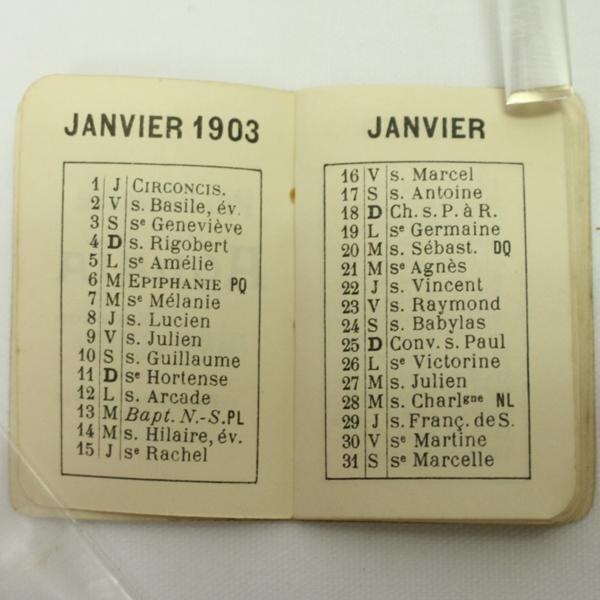 JANVIER 1903
1 J CIRCONCIS.
2 V s. Basile, év.
3 S sᵉ Geneviève
4 D s. Rigobert
5 L sᵉ Amélie
6 M EPIPHANIE PQ
7 M sᵉ Mélanie
8 J s. Lucien
9 V s. Julien
10 S s. Guillaume
11 D sᵉ Hortense
12 L s. Arcade
13 M Bapt. N.-S. PL
14 M s. Hilaire, év.
15 J sᵉ Rachel
JANVIER
16 V s. Marcel
17 S s. Antoine
18 D Ch. s. P. à R.
19 L sᵉ Germaine
20 M s. Sébast. DQ
21 M sᵉ Agnès
22 J s. Vincent
23 V s. Raymond
24 S s. Babylas
25 D Conv. s. Paul
26 L sᵉ Victorine
27 M s. Julien
28 M s. Charlᵍⁿᵉ NL
29 J s. Franç. de S.
30 V sᵉ Martine
31 S sᵉ Marcelle